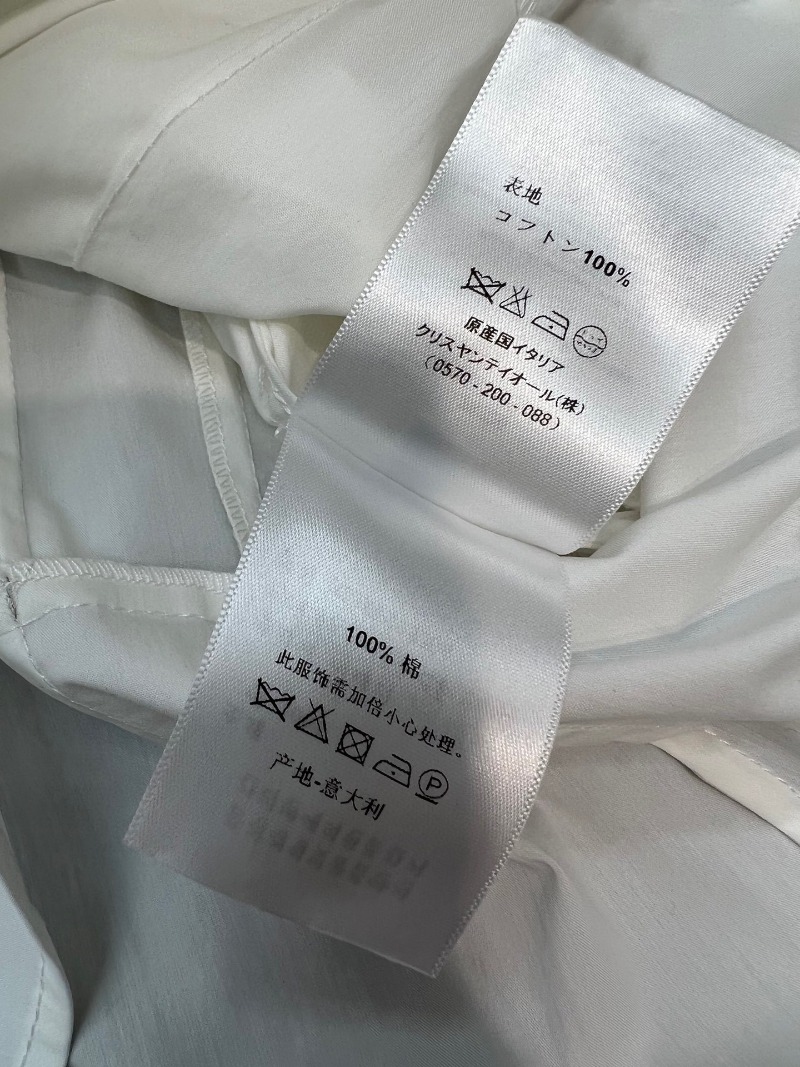 表地
コフトン100%
原産国イタリア
クリスヤンテイオール(株)
(0570-200-088)
100% 棉
此服饰需加倍小心处理。
P
产地-意大利